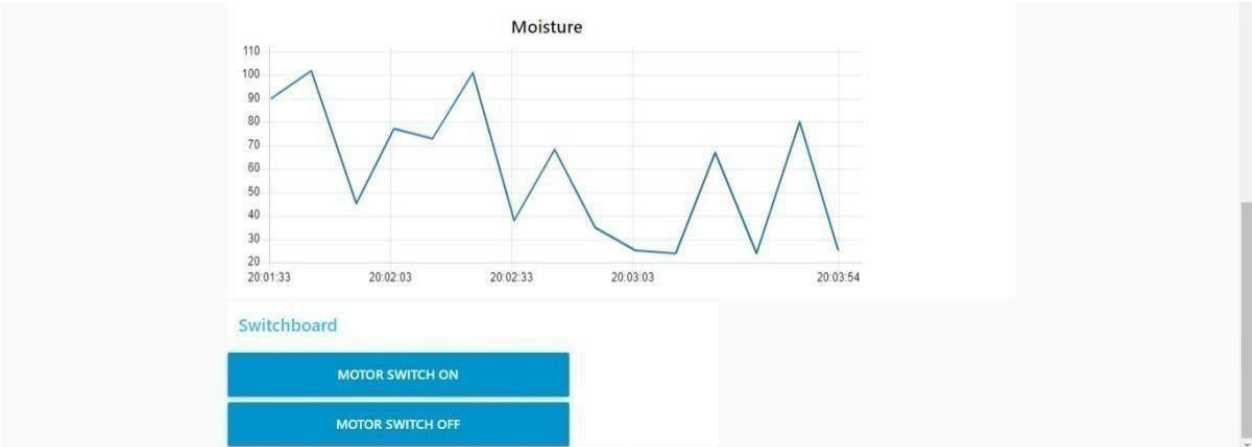 Moisture
110
100
90
80
70
60
50
40
30
20
20:01:33 20:02:03 20:02:33 20:03:03 20:03:54
Switchboard
MOTOR SWITCH ON
MOTOR SWITCH OFF